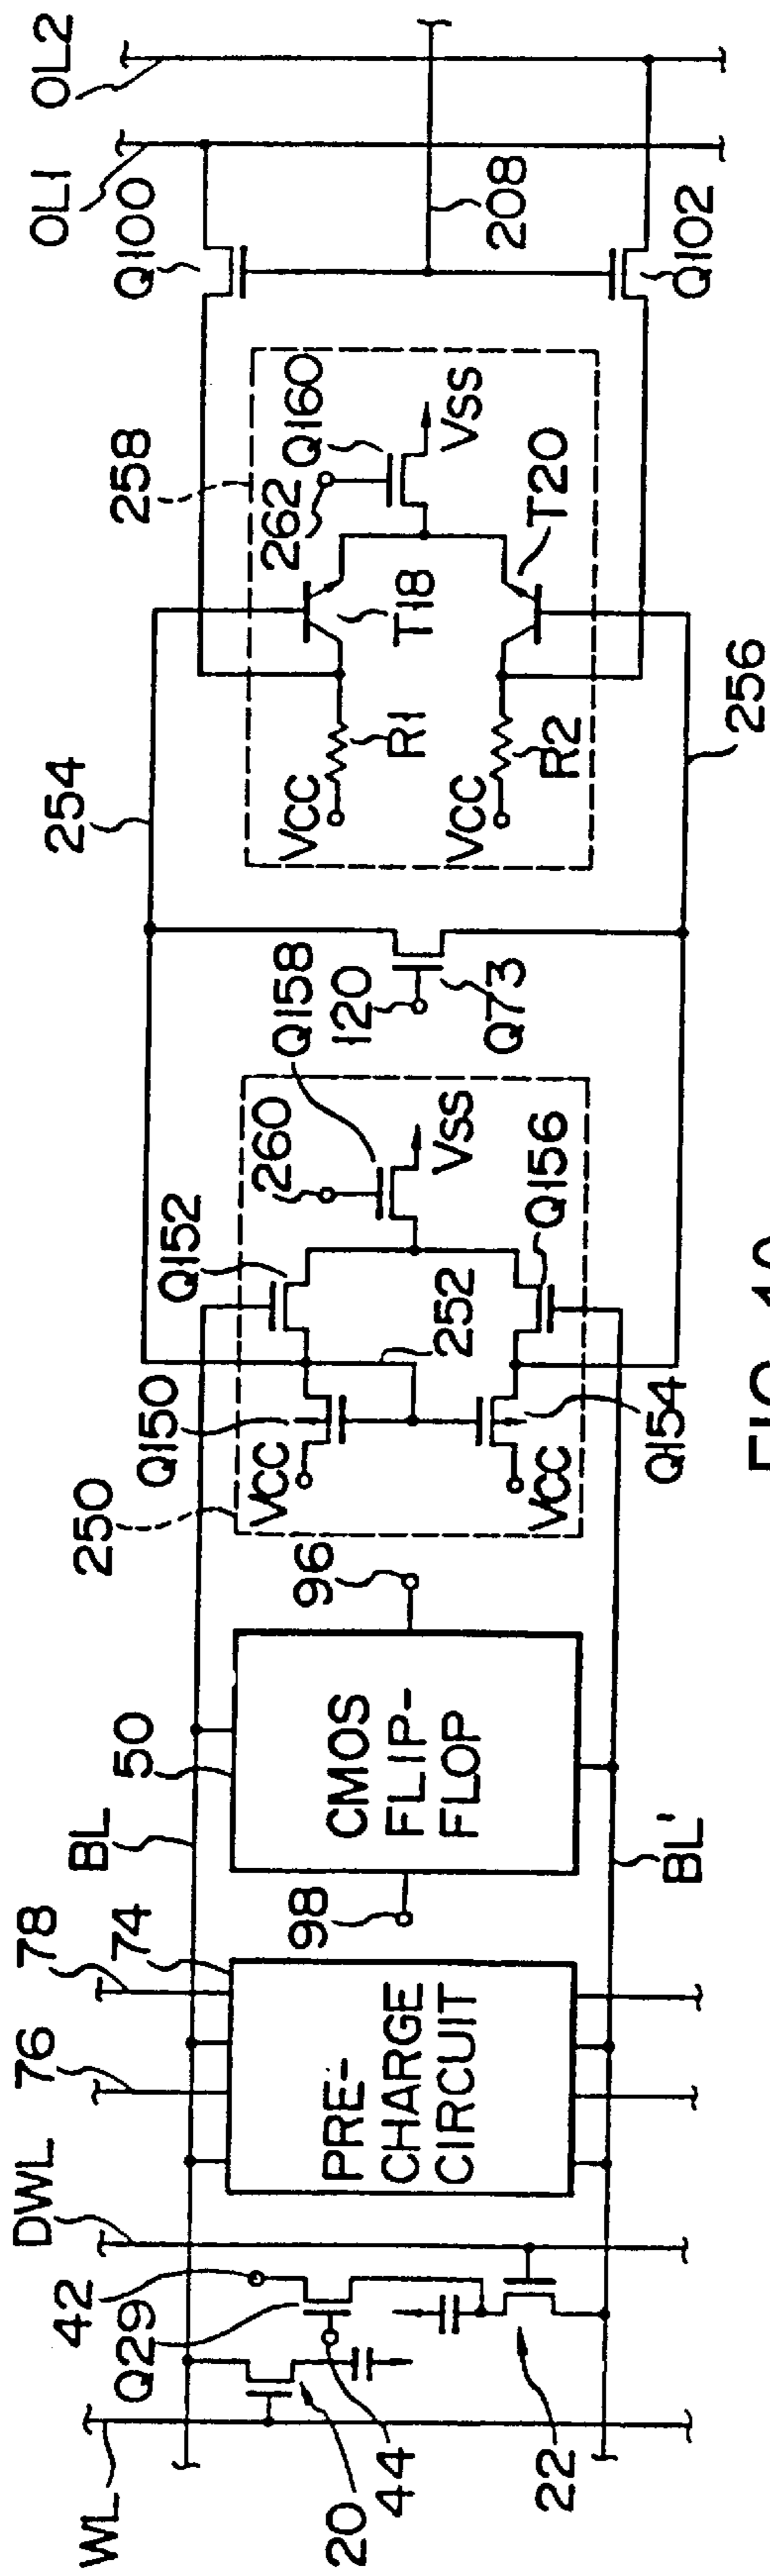 WL
DWL
76
78
74
BL
50
250
Q150
Q152
260
Q158
120
254
258
262
Q160
Q100
OL1
OL2
42
Q29
20
44
22
PRE-
CHARGE
CIRCUIT
98
CMOS
FLIP-
FLOP
96
VCC
VCC
252
VSS
Q156
Q154
Q73
VCC
R1
T18
VCC
R2
VSS
T20
208
Q102
256
BL'